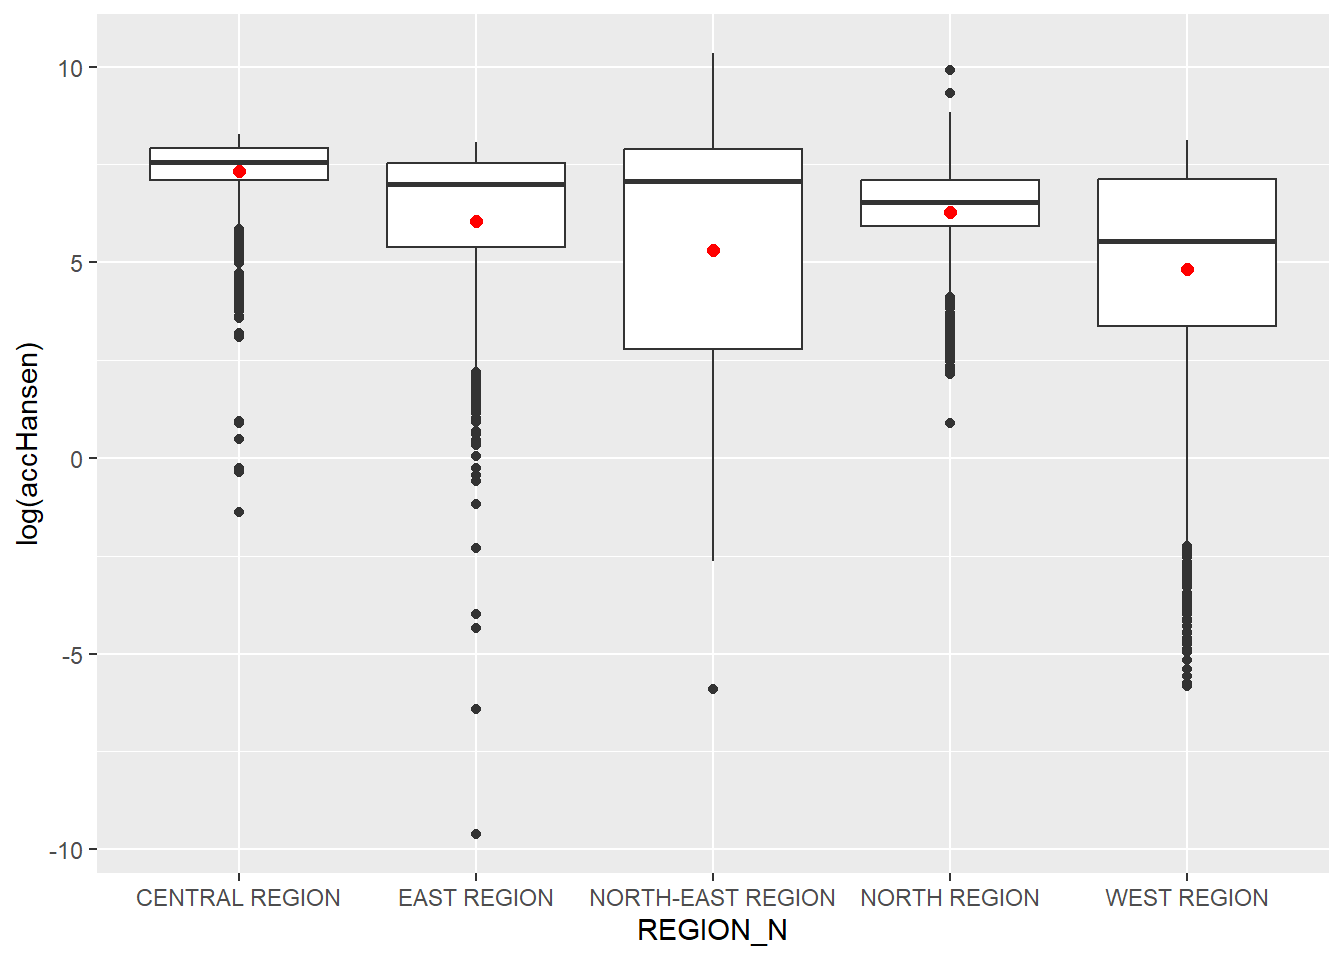 log(accHansen)
10
5
0
-5
-10
CENTRAL REGION
EAST REGION
NORTH-EAST REGION
NORTH REGION
WEST REGION
REGION_N